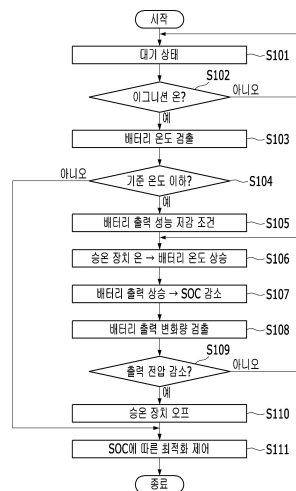 시작
대기 상태
S101
S102
이그니션 온?
아니오
예
배터리 온도 검출
S103
아니오
기준 온도 이하?
S104
예
배터리 출력 성능 저감 조건
S105
승온 장치 온 → 배터리 온도 상승
S106
배터리 출력 상승 → SOC 감소
S107
배터리 출력 변화량 검출
S108
S109
출력 전압 감소?
아니오
예
승온 장치 오프
S110
SOC에 따른 최적화 제어
S111
종료